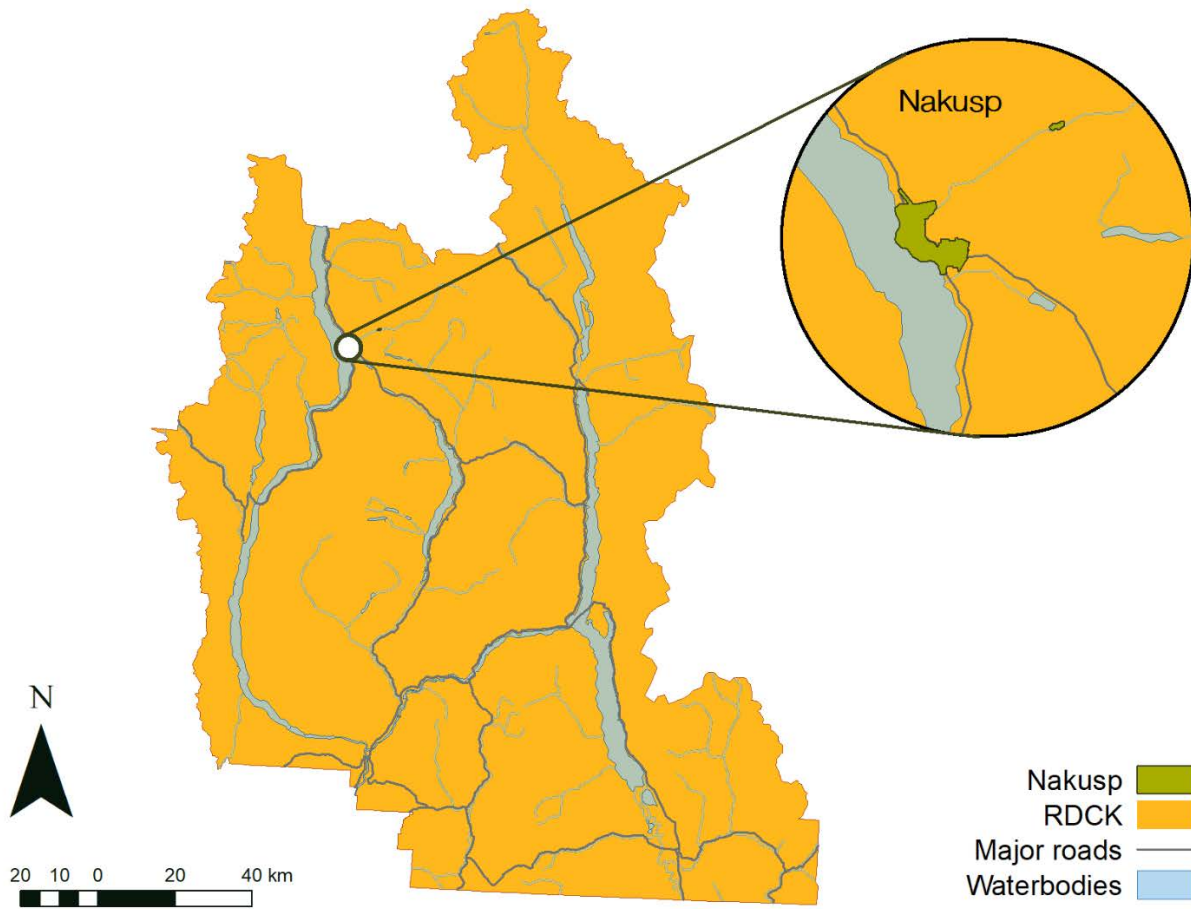 Nakusp
N
Nakusp
RDCK
Major roads
Waterbodies
20 10 0 20 40 km